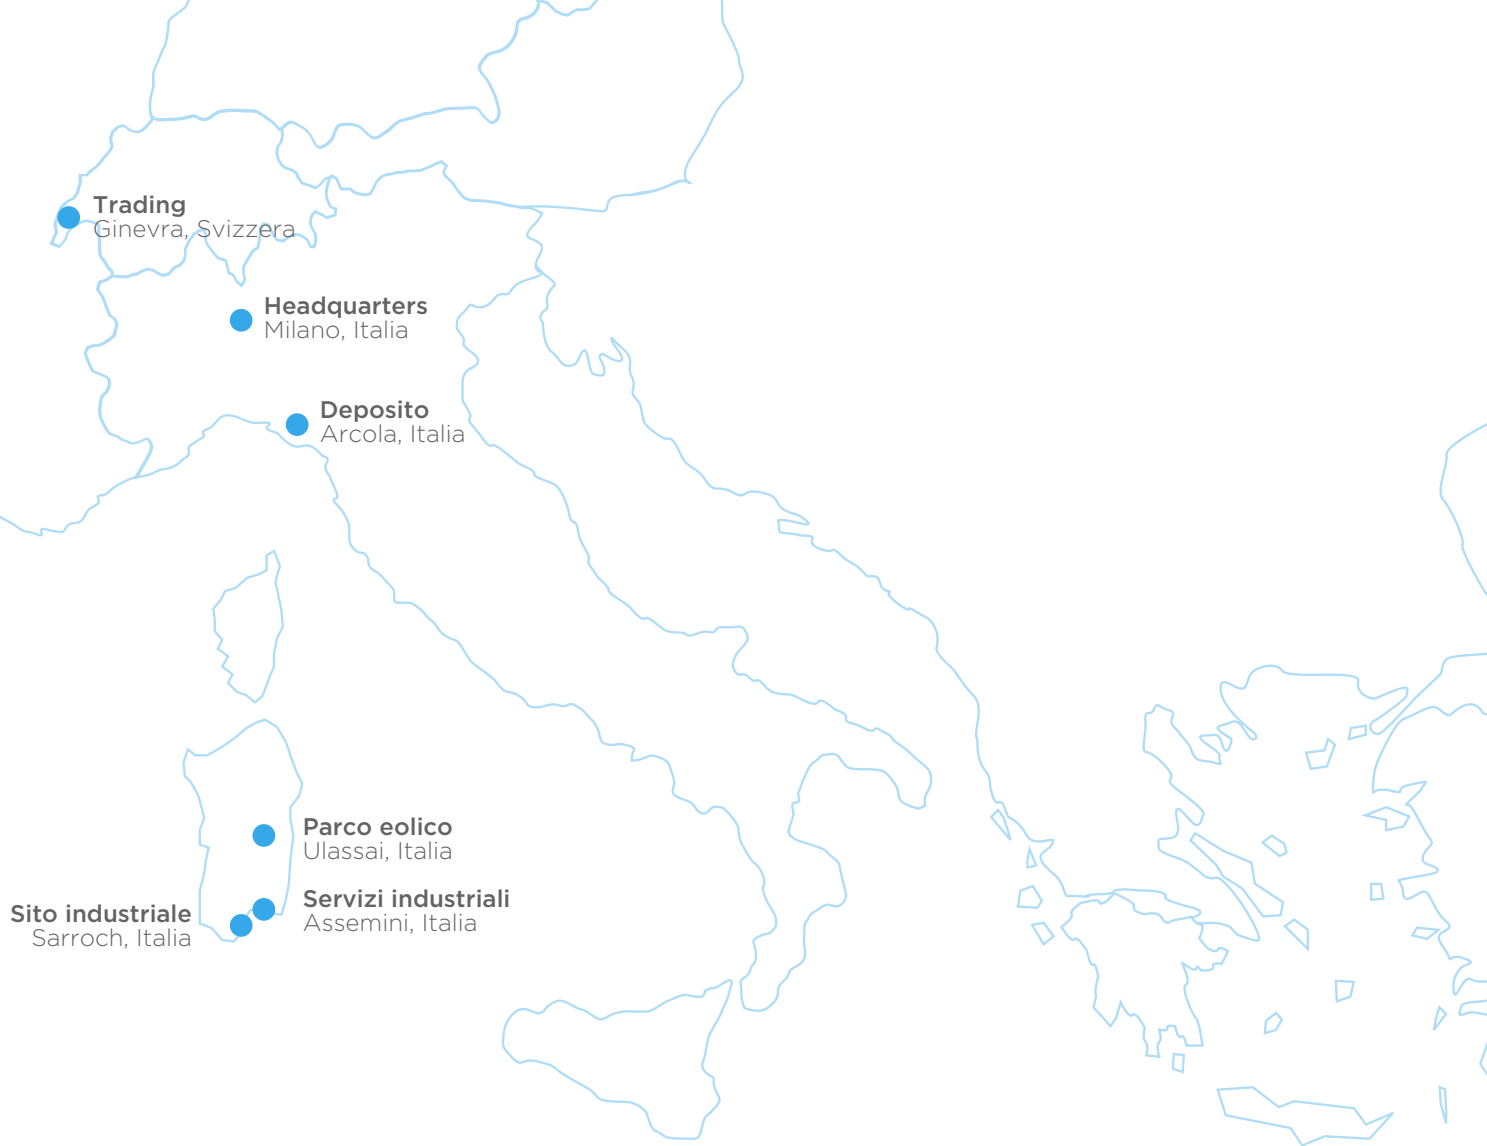 Trading
Ginevra, Svizzera
Headquarters
Milano, Italia
Deposito
Arcola, Italia
Parco eolico
Ulassai, Italia
Servizi industriali
Assemini, Italia
Sito industriale
Sarroch, Italia